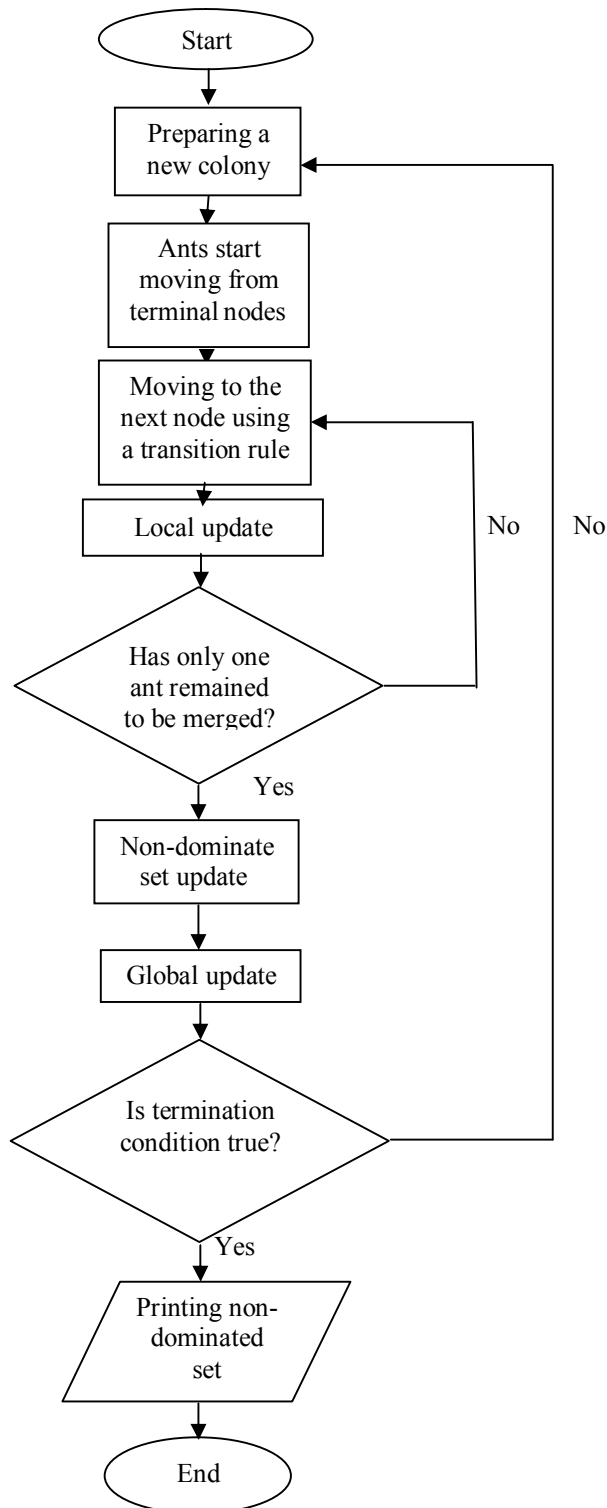 Start
Preparing a
new colony
Ants start
moving from
terminal nodes
Moving to the
next node using
a transition rule
Local update
No
No
Has only one
ant remained
to be merged?
Yes
Non-dominate
set update
Global update
Is termination
condition true?
Yes
Printing non-
dominated
set
End